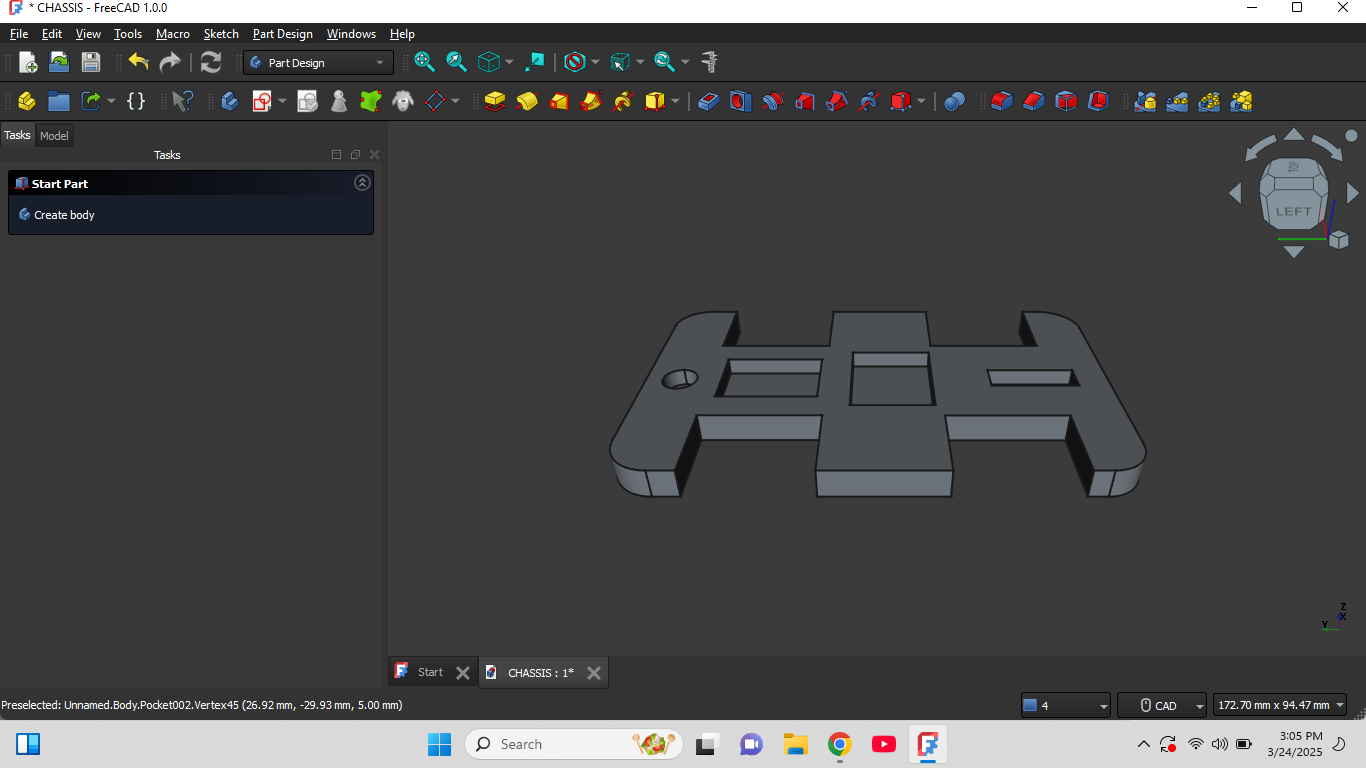 * CHASSIS - FreeCAD 1.0.0
File Edit View Tools Macro Sketch Part Design Windows Help
Part Design
Tasks Model
Tasks
Start Part
Create body
TOP
LEFT
Z
X
Y
Start
CHASSIS : 1*
Preselected: Unnamed.Body.Pocket002.Vertex45 (26.92 mm, -29.93 mm, 5.00 mm)
4
CAD
172.70 mm x 94.47 mm
Search
3:05 PM
3/24/2025